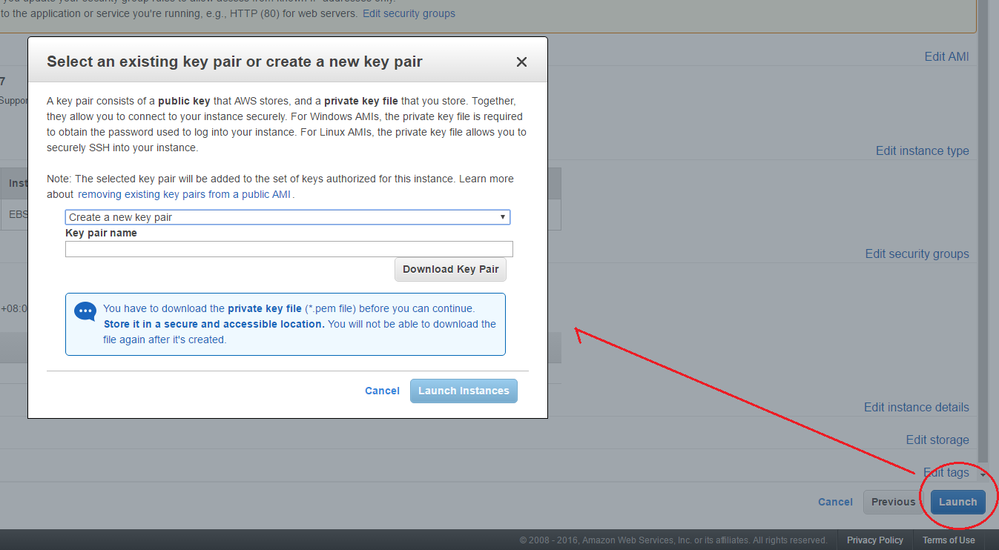 to the application or service you're running, e.g., HTTP (80) for web servers. Edit security groups
Select an existing key pair or create a new key pair
Edit AMI
7
A key pair consists of a public key that AWS stores, and a private key file that you store. Together,
they allow you to connect to your instance securely. For Windows AMIs, the private key file is required
to obtain the password used to log into your instance. For Linux AMIs, the private key file allows you to
securely SSH into your instance.
Edit instance type
Note: The selected key pair will be added to the set of keys authorized for this instance. Learn more
about removing existing key pairs from a public AMI .
Inst
EBS
Create a new key pair
Key pair name
Edit security groups
Download Key Pair
+08:0
You have to download the private key file (*.pem file) before you can continue.
Store it in a secure and accessible location. You will not be able to download the
file again after it's created.
Cancel
Launch Instances
Edit instance details
Edit storage
Edit tags
Cancel
Previous
Launch
© 2008 - 2016, Amazon Web Services, Inc. or its affiliates. All rights reserved.
Privacy Policy
Terms of Use